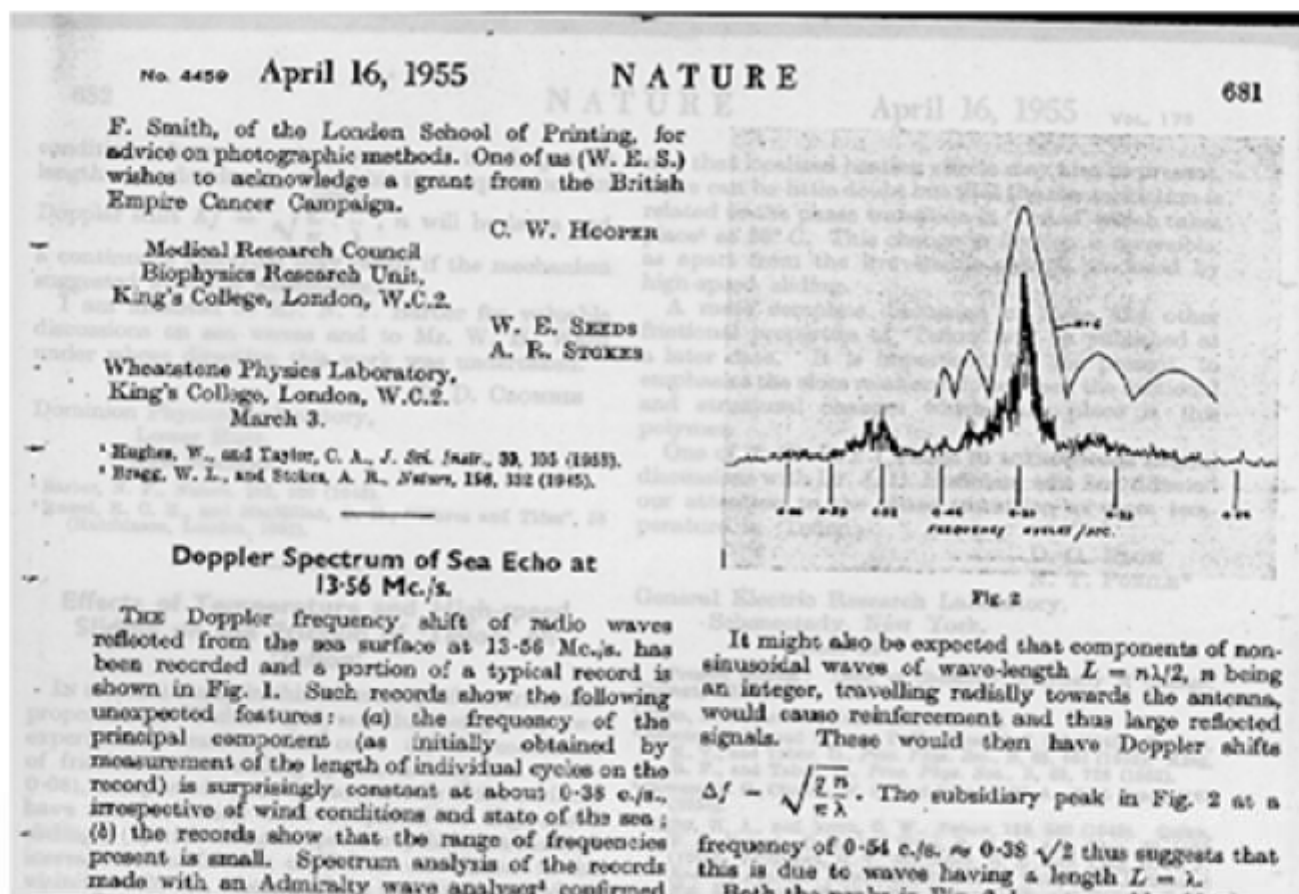 No. 4459 April 16, 1955 NATURE 681
F. Smith, of the London School of Printing, for
advice on photographic methods. One of us (W. E. S.)
wishes to acknowledge a grant from the British
Empire Cancer Campaign.
C. W. HOOPER
Medical Research Council
Biophysics Research Unit,
King's College, London, W.C.2.
W. E. SEEDS
A. R. STOKES
Wheatstone Physics Laboratory,
King's College, London, W.C.2.
March 3.
¹ Hughes, W., and Taylor, C. A., J. Sci. Instr., 105 (1953).
² Bragg, W. L., and Stokes, A. R., Nature, 156, 332 (1945).
Doppler Spectrum of Sea Echo at
13·56 Mc./s.
THE Doppler frequency shift of radio waves
reflected from the sea surface at 13·56 Mc./s. has
been recorded and a portion of a typical record is
shown in Fig. 1. Such records show the following
unexpected features: (a) the frequency of the
principal component (as initially obtained by
measurement of the length of individual cycles on the
record) is surprisingly constant at about 0·38 c./s.,
irrespective of wind conditions and state of the sea;
(b) the records show that the range of frequencies
present is small. Spectrum analysis of the records
made with an Admiralty wave analyser¹ confirmed
FREQUENCY
Fig. 2
It might also be expected that components of non-
sinusoidal waves of wave-length L = nλ/2, n being
an integer, travelling radially towards the antenna,
would cause reinforcement and thus large reflected
signals. These would then have Doppler shifts
Δf = √(g n / π λ). The subsidiary peak in Fig. 2 at a
frequency of 0·54 c./s. ≈ 0·38 √2 thus suggests that
this is due to waves having a length L = λ.